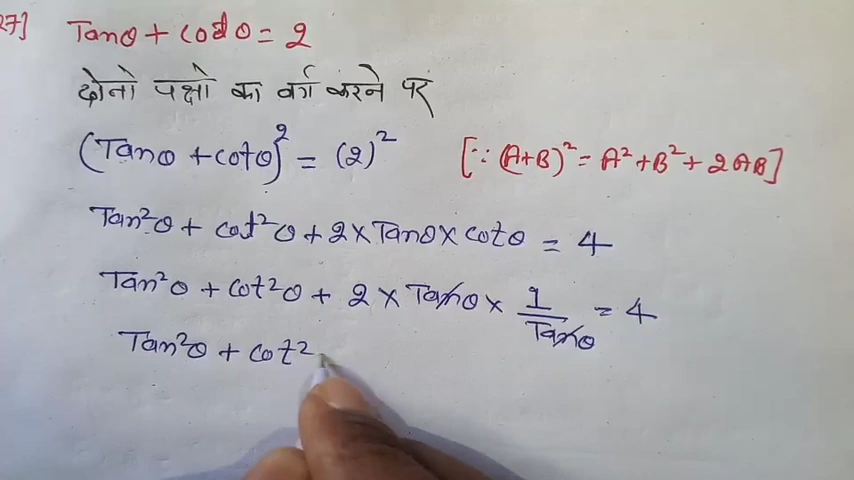 27] Tanθ + cotθ = 2
दोनो पक्षो का वर्ग करने पर
(Tanθ + cotθ)² = (2)² [∵ (A+B)² = A² + B² + 2AB]
Tan²θ + cot²θ + 2 × Tanθ × cotθ = 4
Tan²θ + cot²θ + 2 × Tanθ × 1/Tanθ = 4
Tan²θ + cot²